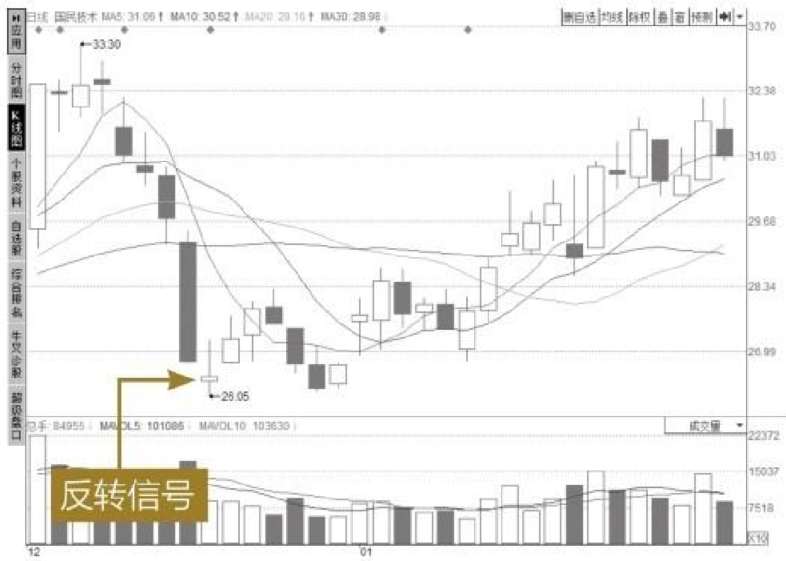 日线 国民技术 MA5: 31.06↑ MA10: 30.52↑ MA20: 29.16↑ MA30: 28.98↓
删自选 均线 除权 叠 窗 预测
应用
分时图
K线图
个股资料
自选股
综合排名
牛叉诊股
超级盘口
33.30
26.05
33.70
32.38
31.03
29.68
28.34
26.99
总手: 84955↓ MAVOL5: 101086↓ MAVOL10: 103630↓
成交量
22372
15037
7518
X10
反转信号
12
01